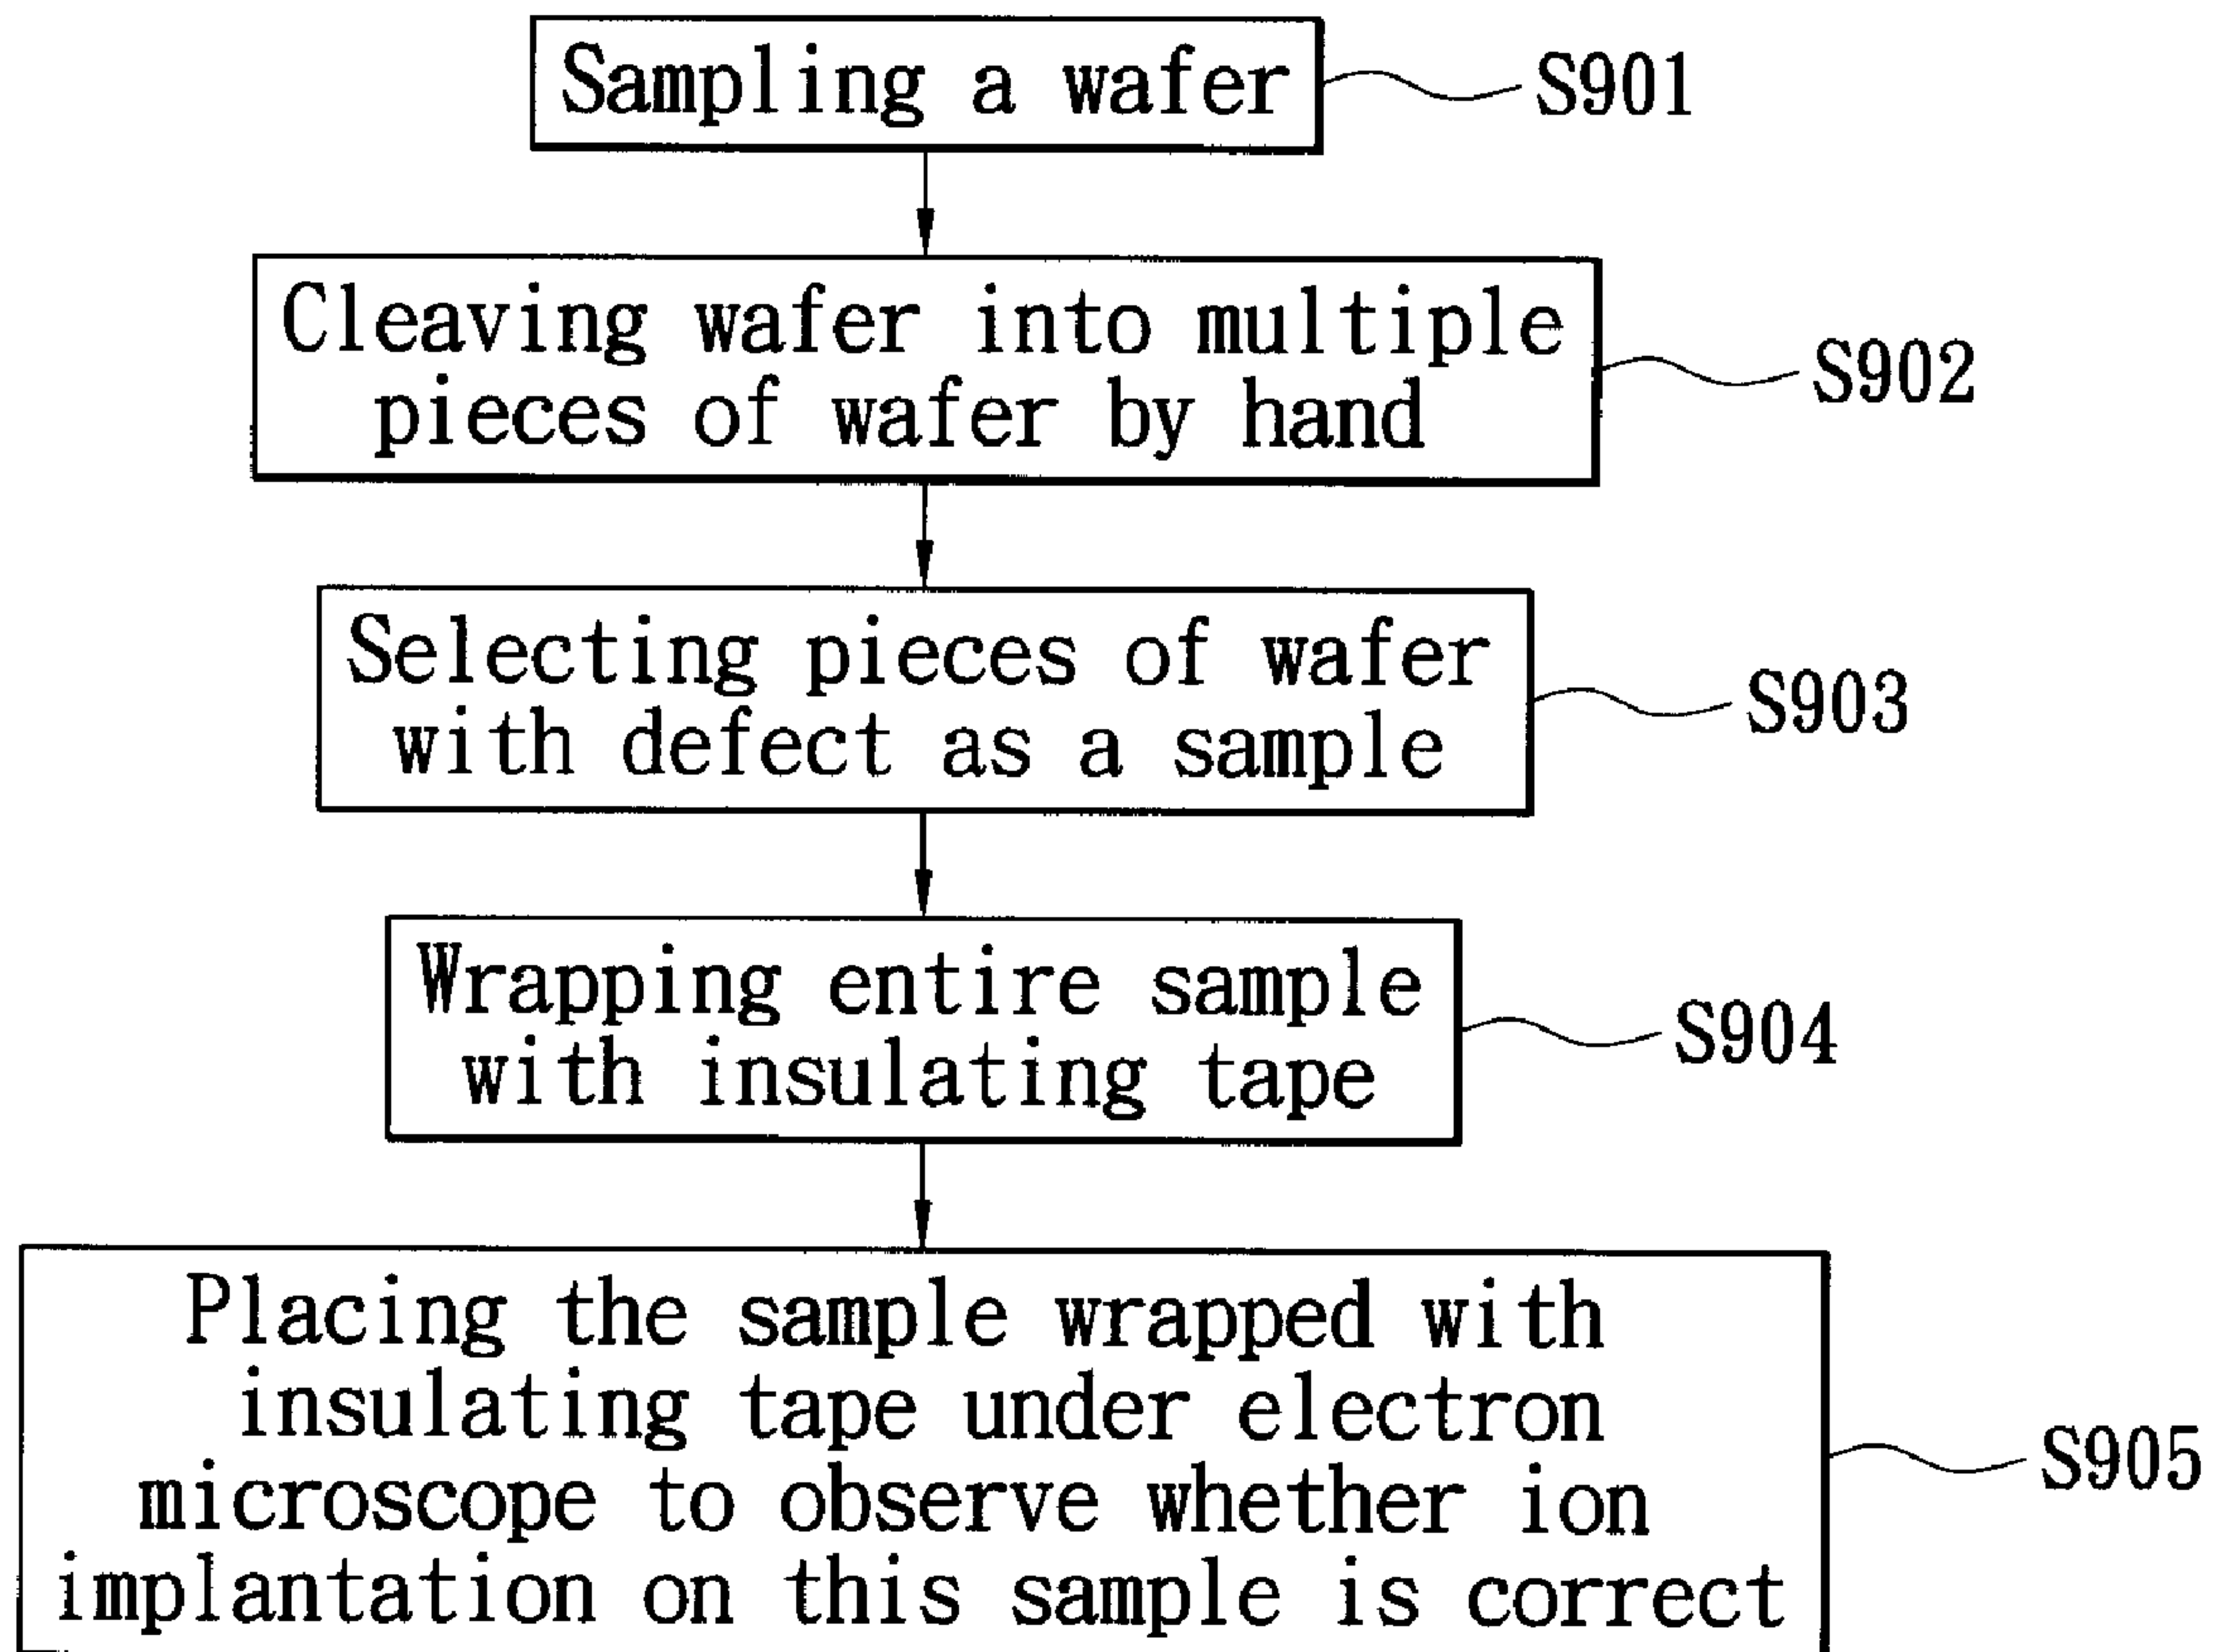 Sampling a wafer
S901
Cleaving wafer into multiple
pieces of wafer by hand
S902
Selecting pieces of wafer
with defect as a sample
S903
Wrapping entire sample
with insulating tape
S904
Placing the sample wrapped with
insulating tape under electron
microscope to observe whether ion
implantation on this sample is correct
S905